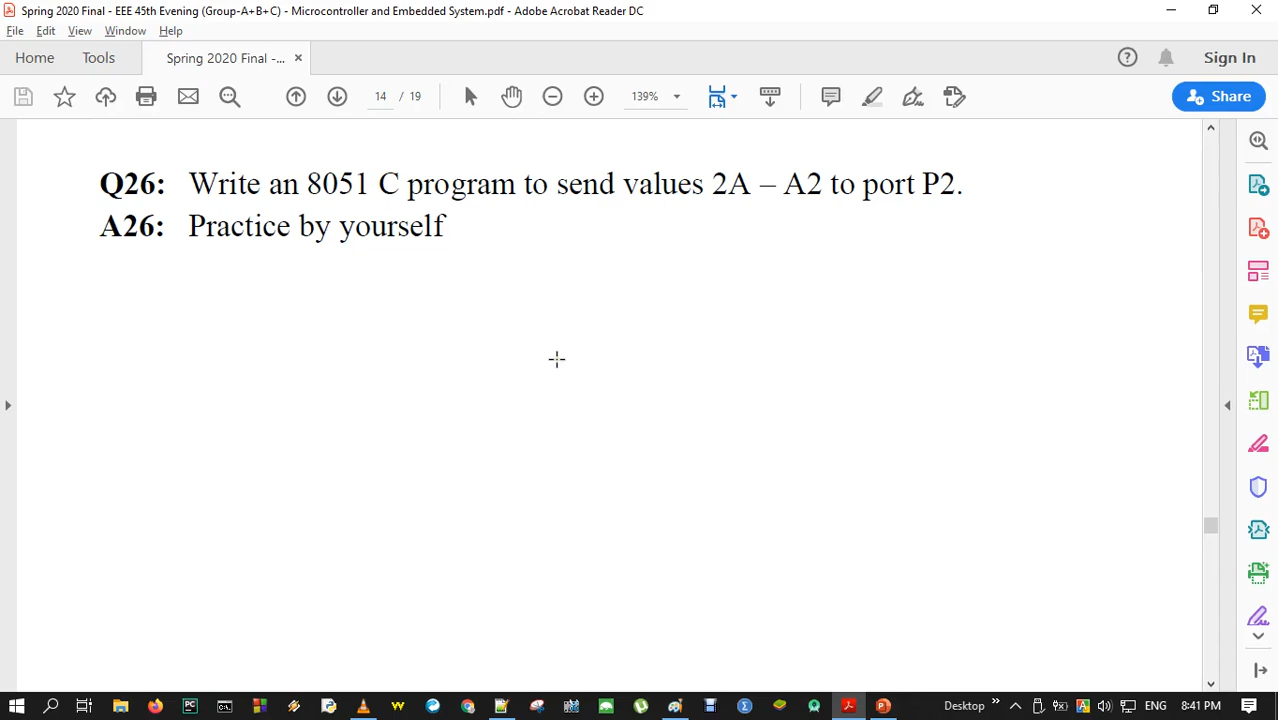 Spring 2020 Final - EEE 45th Evening (Group-A+B+C) - Microcontroller and Embedded System.pdf - Adobe Acrobat Reader DC
File Edit View Window Help
Home Tools Spring 2020 Final -... × Sign In
14 / 19 139% Share
Q26: Write an 8051 C program to send values 2A – A2 to port P2.
A26: Practice by yourself
Desktop ENG 8:41 PM